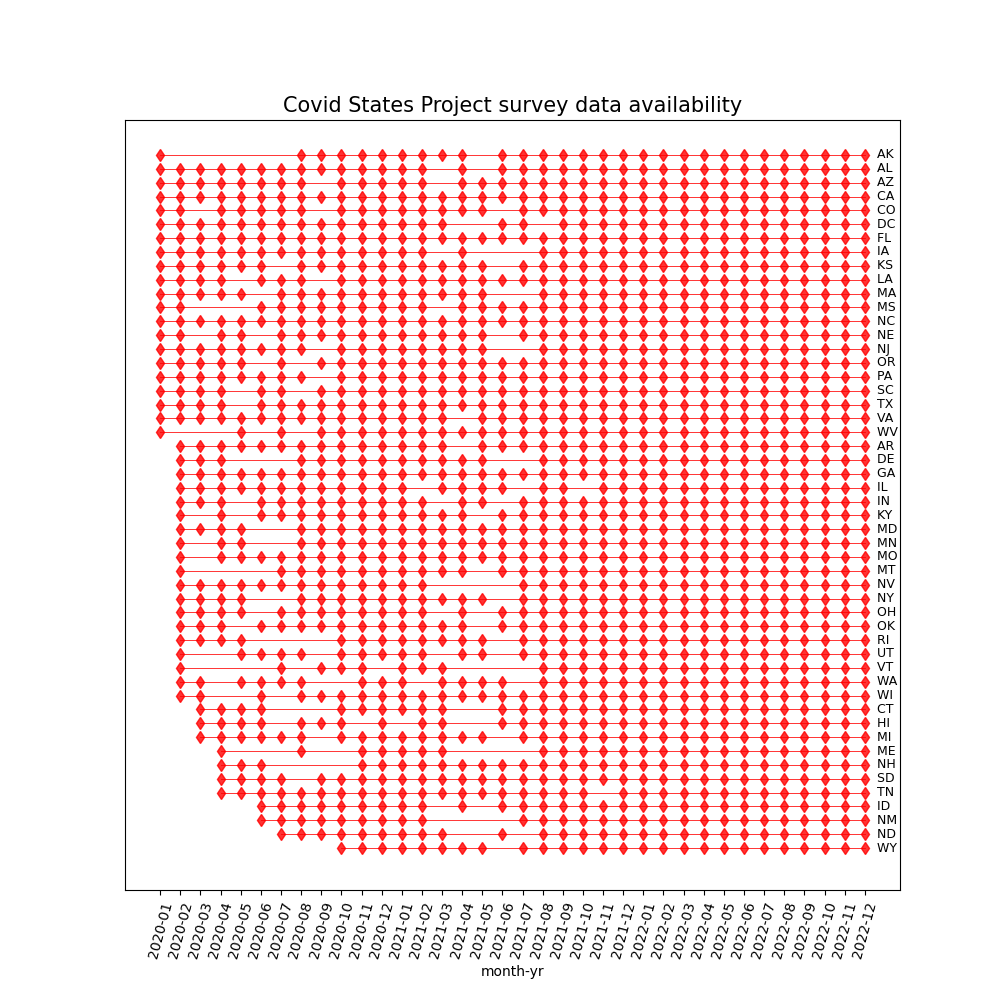 Covid States Project survey data availability
AK
AL
AZ
CA
CO
DC
FL
IA
KS
LA
MA
MS
NC
NE
NJ
OR
PA
SC
TX
VA
WV
AR
DE
GA
IL
IN
KY
MD
MN
MO
MT
NV
NY
OH
OK
RI
UT
VT
WA
WI
CT
HI
MI
ME
NH
SD
TN
ID
NM
ND
WY
2020-01
2020-02
2020-03
2020-04
2020-05
2020-06
2020-07
2020-08
2020-09
2020-10
2020-11
2020-12
2021-01
2021-02
2021-03
2021-04
2021-05
2021-06
2021-07
2021-08
2021-09
2021-10
2021-11
2021-12
2022-01
2022-02
2022-03
2022-04
2022-05
2022-06
2022-07
2022-08
2022-09
2022-10
2022-11
2022-12
month-yr